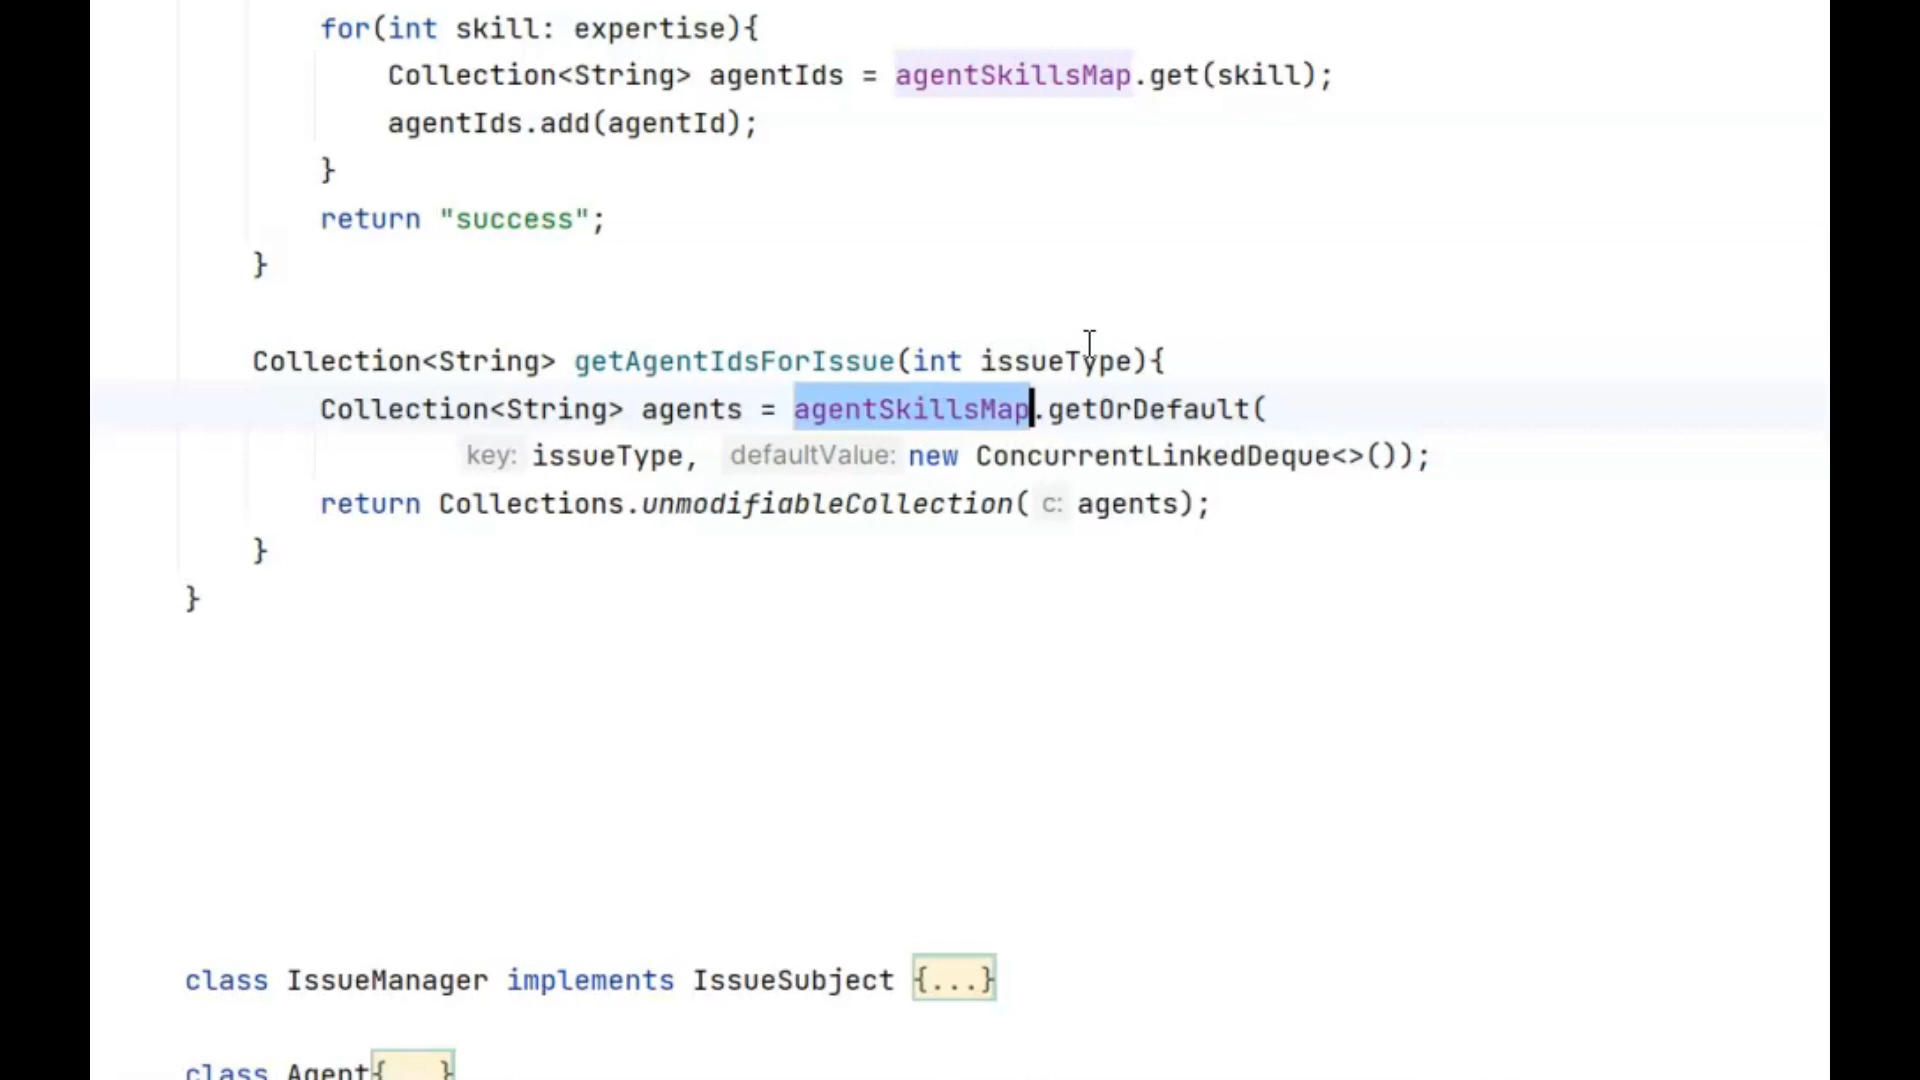 for(int skill: expertise){
Collection<String> agentIds = agentSkillsMap.get(skill);
agentIds.add(agentId);
}
return "success";
}
Collection<String> getAgentIdsForIssue(int issueType){
Collection<String> agents = agentSkillsMap.getOrDefault(
key: issueType, defaultValue: new ConcurrentLinkedDeque<>());
return Collections.unmodifiableCollection( c: agents);
}
}
class IssueManager implements IssueSubject {...}
class Agent{...}